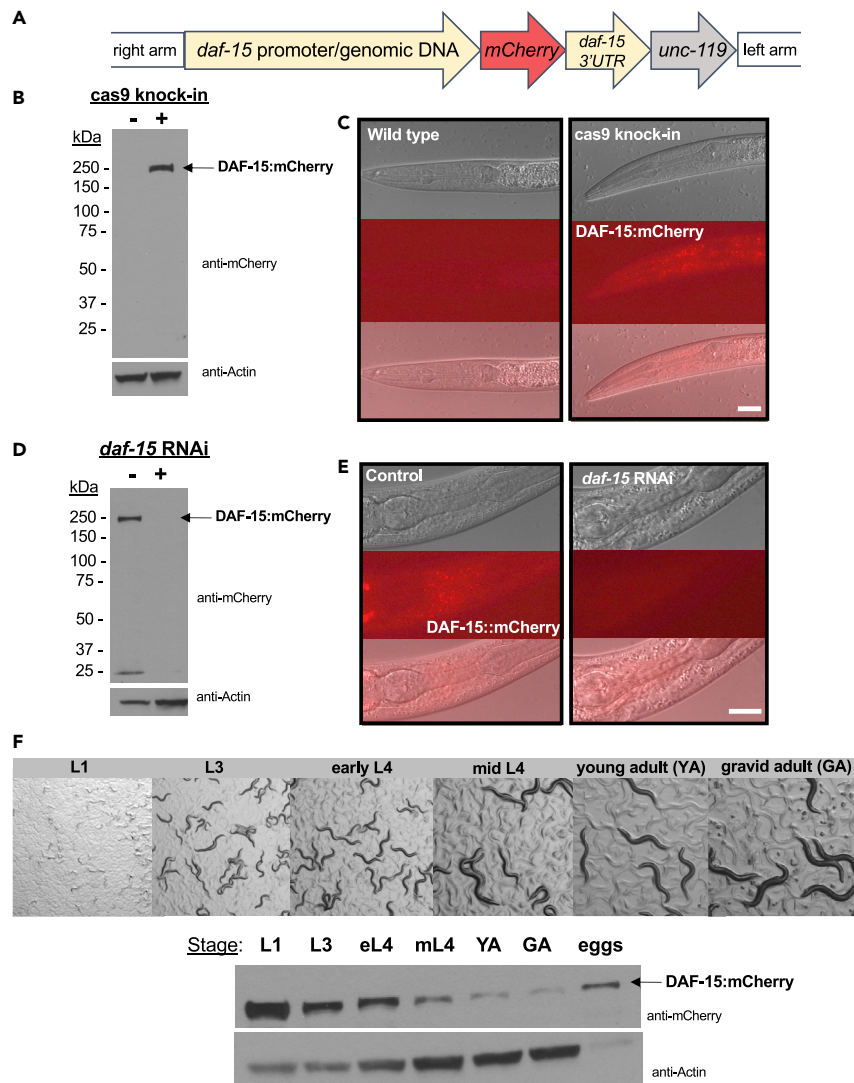 A
right arm
daf-15 promoter/genomic DNA
mCherry
daf-15
3'UTR
unc-119
left arm
B
cas9 knock-in
- +
kDa
250 -
150 -
100 -
75 -
50 -
37 -
25 -
DAF-15:mCherry
anti-mCherry
anti-Actin
C
Wild type
cas9 knock-in
DAF-15:mCherry
D
daf-15 RNAi
- +
kDa
250 -
150 -
100 -
75 -
50 -
37 -
25 -
DAF-15:mCherry
anti-mCherry
anti-Actin
E
Control
daf-15 RNAi
DAF-15::mCherry
F
L1 L3 early L4 mid L4 young adult (YA) gravid adult (GA)
Stage: L1 L3 eL4 mL4 YA GA eggs
DAF-15:mCherry
anti-mCherry
anti-Actin